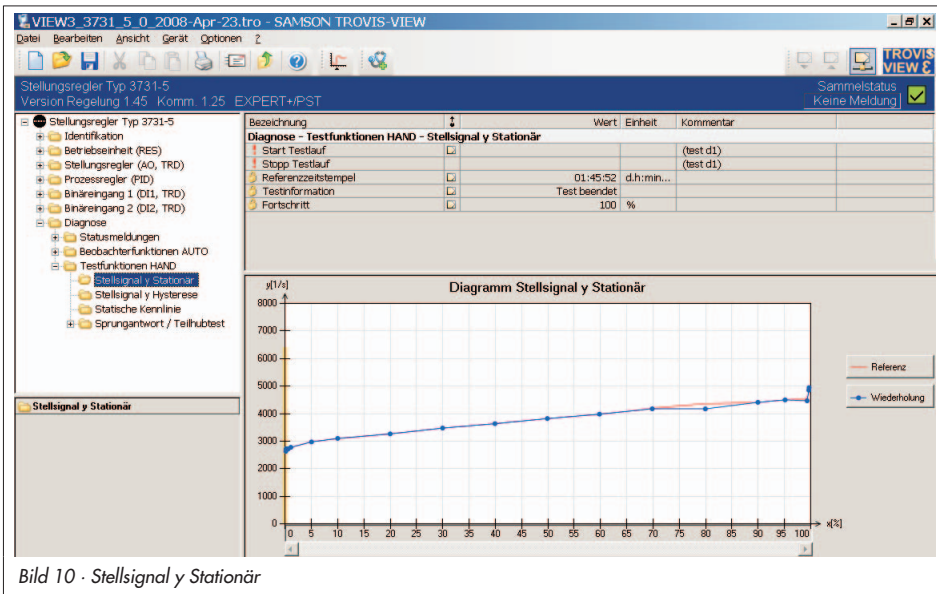 VIEW3_3731_5_0_2008-Apr-23.tro - SAMSON TROVIS-VIEW
Datei Bearbeiten Ansicht Gerät Optionen ?
TROVIS
VIEW 3
Stellungsregler Typ 3731-5
Version Regelung 1.45 Komm. 1.25 EXPERT+/PST
Sammelstatus
Keine Meldung
Stellungsregler Typ 3731-5
Identifikation
Betriebseinheit (RES)
Stellungsregler (AO, TRD)
Prozessregler (PID)
Binäreingang 1 (DI1, TRD)
Binäreingang 2 (DI2, TRD)
Diagnose
Statusmeldungen
Beobachterfunktionen AUTO
Testfunktionen HAND
Stellsignal y Stationär
Stellsignal y Hysterese
Statische Kennlinie
Sprungantwort / Teilhubtest
Stellsignal y Stationär
Bezeichnung Wert Einheit Kommentar
Diagnose - Testfunktionen HAND - Stellsignal y Stationär
Start Testlauf (test d1)
Stopp Testlauf (test d1)
Referenzzeitstempel 01:45:52 d.h:min...
Testinformation Test beendet
Fortschritt 100 %
y[1/s]
Diagramm Stellsignal y Stationär
8000
7000
6000
5000
4000
3000
2000
1000
0
0 5 10 15 20 25 30 35 40 45 50 55 60 65 70 75 80 85 90 95 100
x[%]
Referenz
Wiederholung
Bild 10 · Stellsignal y Stationär